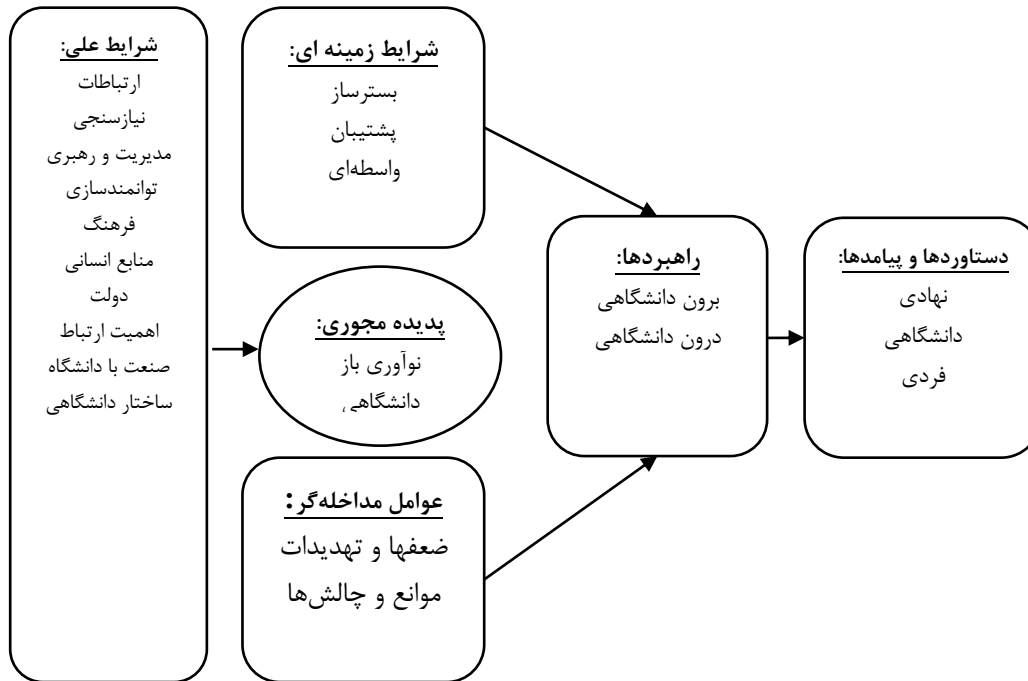 شرایط علی:
ارتباطات
نیازسنجی
مدیریت و رهبری
توانمندسازی
فرهنگ
منابع انسانی
دولت
اهمیت ارتباط
صنعت با دانشگاه
ساختار دانشگاهی
شرایط زمینه ای:
بسترساز
پشتیبان
واسطه‌ای
پدیده مجوری:
نوآوری باز
دانشگاهی
عوامل مداخله‌گر:
ضعفها و تهدیدات
موانع و چالش‌ها
راهبردها:
برون دانشگاهی
درون دانشگاهی
دستاوردها و پیامدها:
نهادی
دانشگاهی
فردی